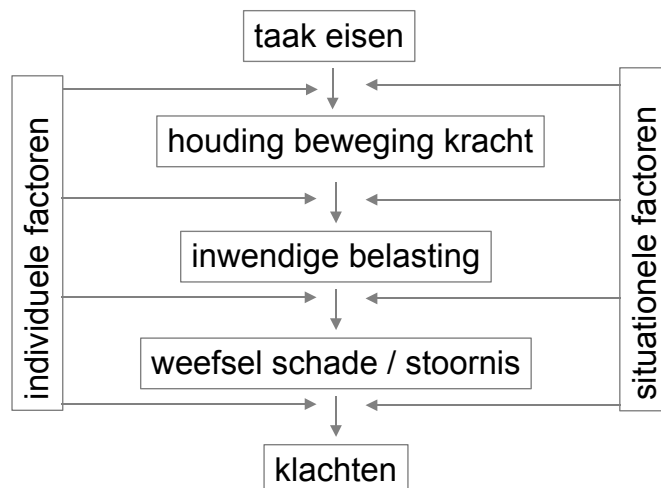 taak eisen
individuele factoren
situationele factoren
houding beweging kracht
inwendige belasting
weefsel schade / stoornis
klachten